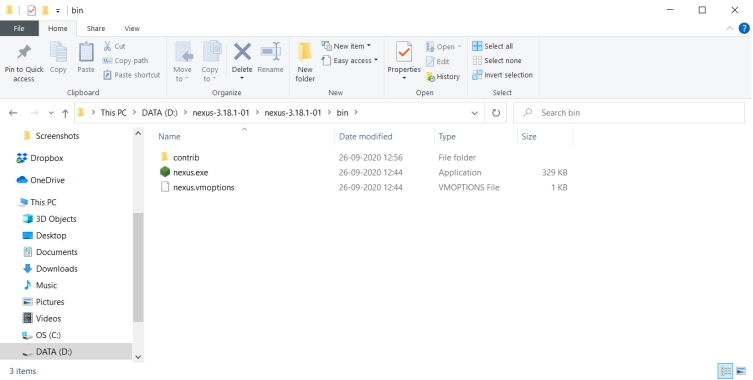 bin
File Home Share View
Pin to Quick access
Copy
Paste
Cut
Copy path
Paste shortcut
Clipboard
Move to
Copy to
Delete
Rename
Organize
New folder
New item
Easy access
New
Properties
Open
Edit
History
Open
Select all
Select none
Invert selection
Select
This PC DATA (D:) nexus-3.18.1-01 nexus-3.18.1-01 bin
Search bin
Screenshots
Dropbox
OneDrive
This PC
3D Objects
Desktop
Documents
Downloads
Music
Pictures
Videos
OS (C:)
DATA (D:)
Name Date modified Type Size
contrib 26-09-2020 12:56 File folder
nexus.exe 26-09-2020 12:44 Application 329 KB
nexus.vmoptions 26-09-2020 12:44 VMOPTIONS File 1 KB
3 items